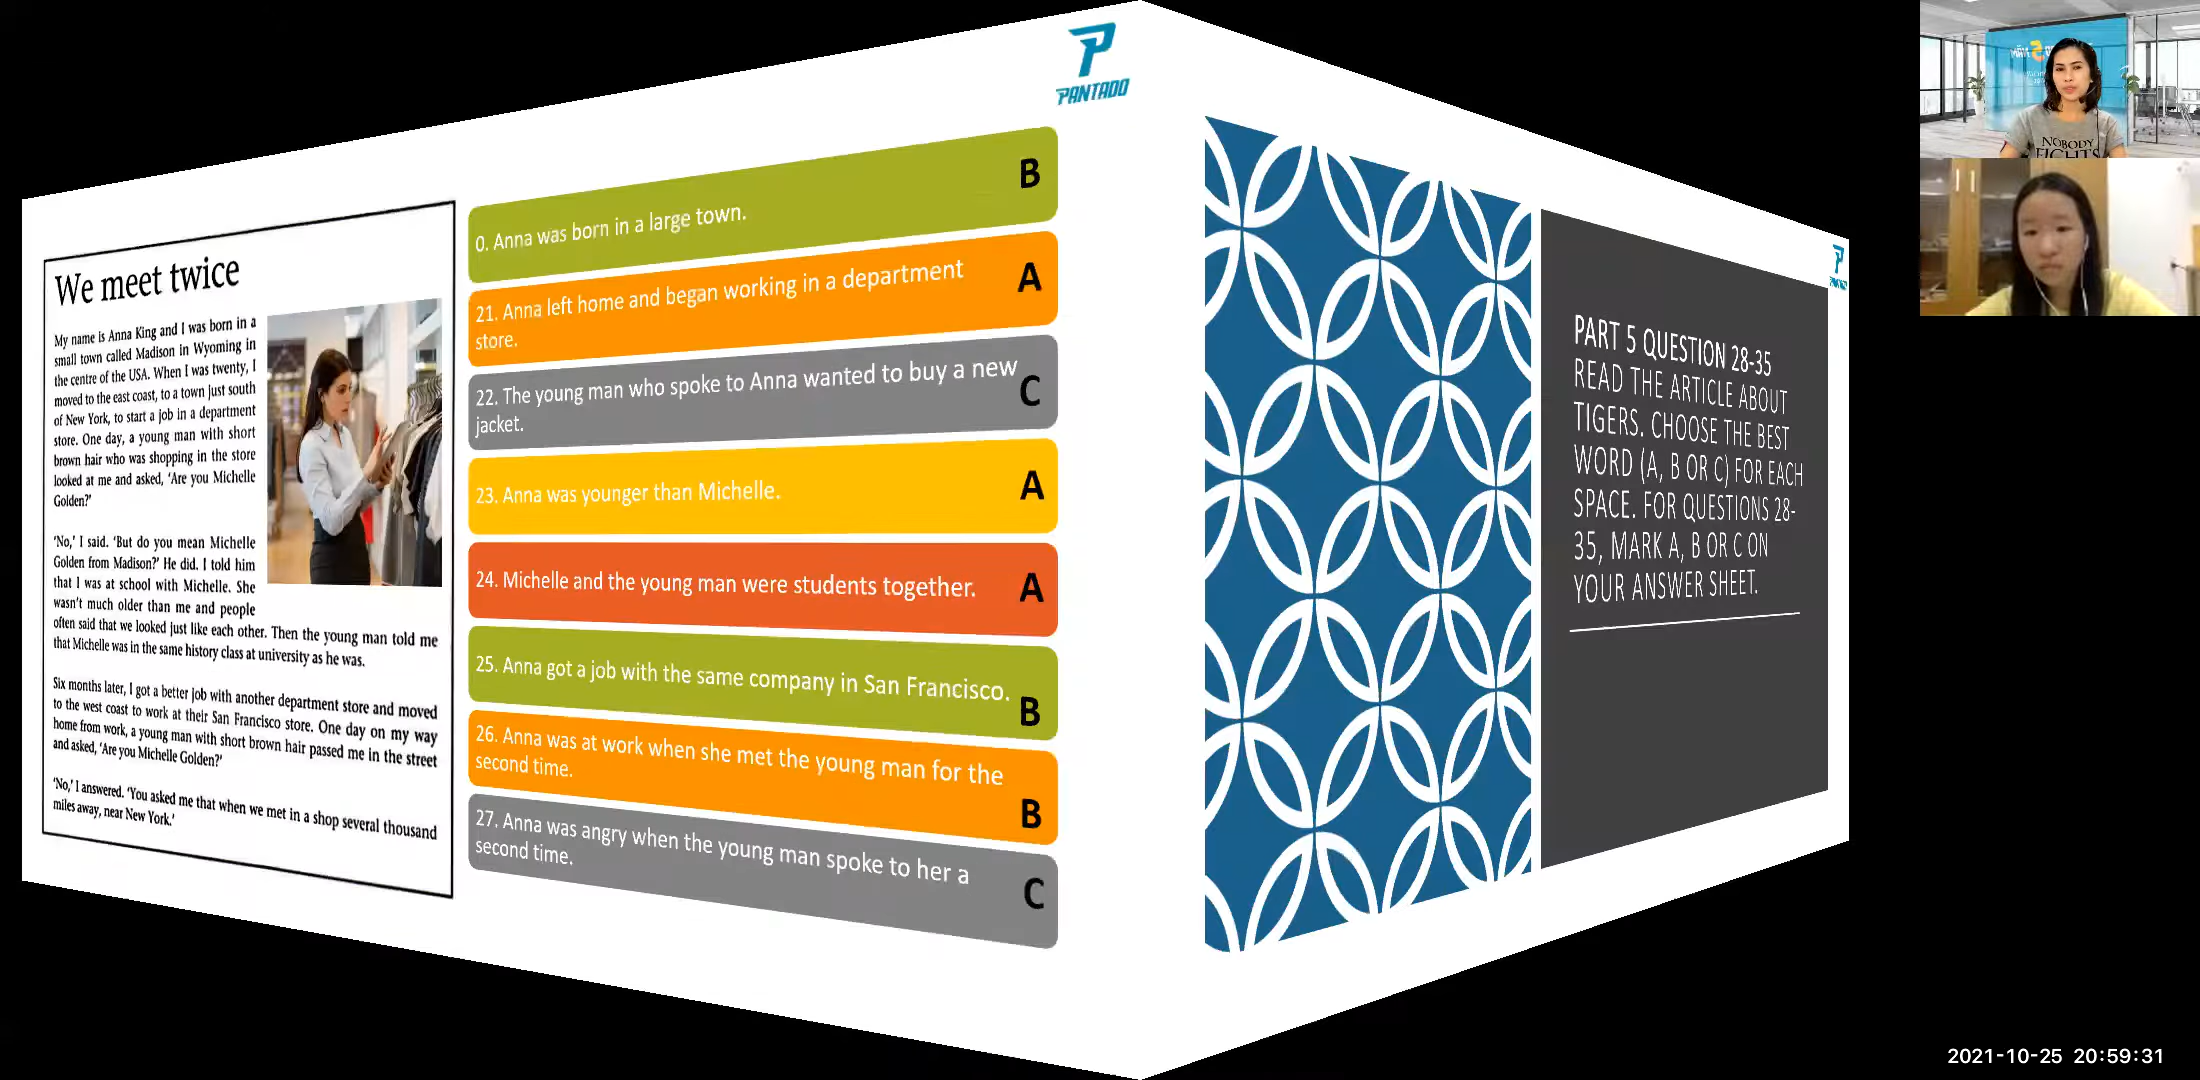 We meet twice
My name is Anna King and I was born in a
small town called Madison in Wyoming in
the centre of the USA. When I was twenty, I
moved to the east coast, to a town just south
of New York, to start a job in a department
store. One day, a young man with short
brown hair who was shopping in the store
looked at me and asked, 'Are you Michelle
Golden?'
'No,' I said. 'But do you mean Michelle
Golden from Madison?' He did. I told him
that I was at school with Michelle. She
wasn't much older than me and people
often said that we looked just like each other. Then the young man told me
that Michelle was in the same history class at university as he was.
Six months later, I got a better job with another department store and moved
to the west coast to work at their San Francisco store. One day on my way
home from work, a young man with short brown hair passed me in the street
and asked, 'Are you Michelle Golden?'
'No,' I answered. 'You asked me that when we met in a shop several thousand
miles away, near New York.'
PANTADO
0. Anna was born in a large town.
B
21. Anna left home and began working in a department
store.
A
22. The young man who spoke to Anna wanted to buy a new
jacket.
C
23. Anna was younger than Michelle.
A
24. Michelle and the young man were students together.
A
25. Anna got a job with the same company in San Francisco.
B
26. Anna was at work when she met the young man for the
second time.
B
27. Anna was angry when the young man spoke to her a
second time.
C
PART 5 QUESTION 28-35
READ THE ARTICLE ABOUT
TIGERS. CHOOSE THE BEST
WORD (A, B OR C) FOR EACH
SPACE. FOR QUESTIONS 28-
35, MARK A, B OR C ON
YOUR ANSWER SHEET.
NOBODY
FIGHTS
2021-10-25 20:59:31